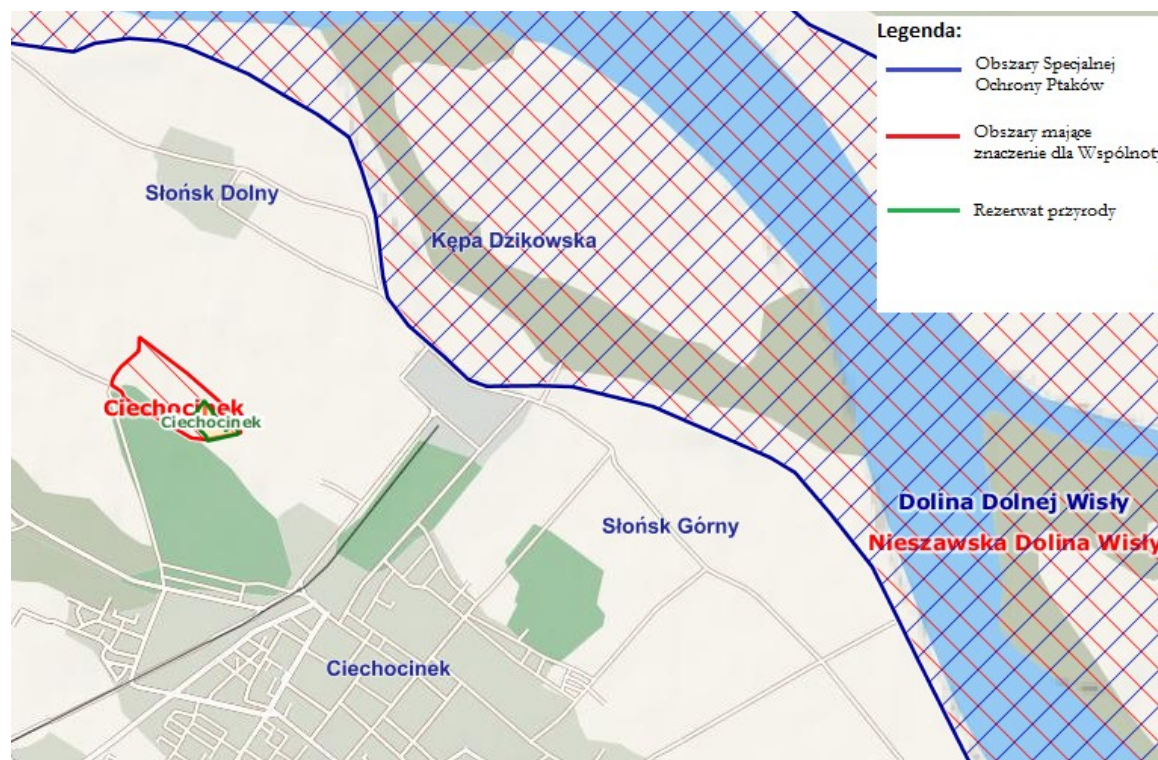 Legenda:
Obszary Specjalnej
Ochrony Ptaków
Obszary mające
znaczenie dla Wspólnoty
Rezerwat przyrody
Słońsk Dolny
Kępa Dzikowska
Ciechocinek
Ciechocinek
Dolina Dolnej Wisły
Słońsk Górny
Nieszawska Dolina Wisły
Ciechocinek